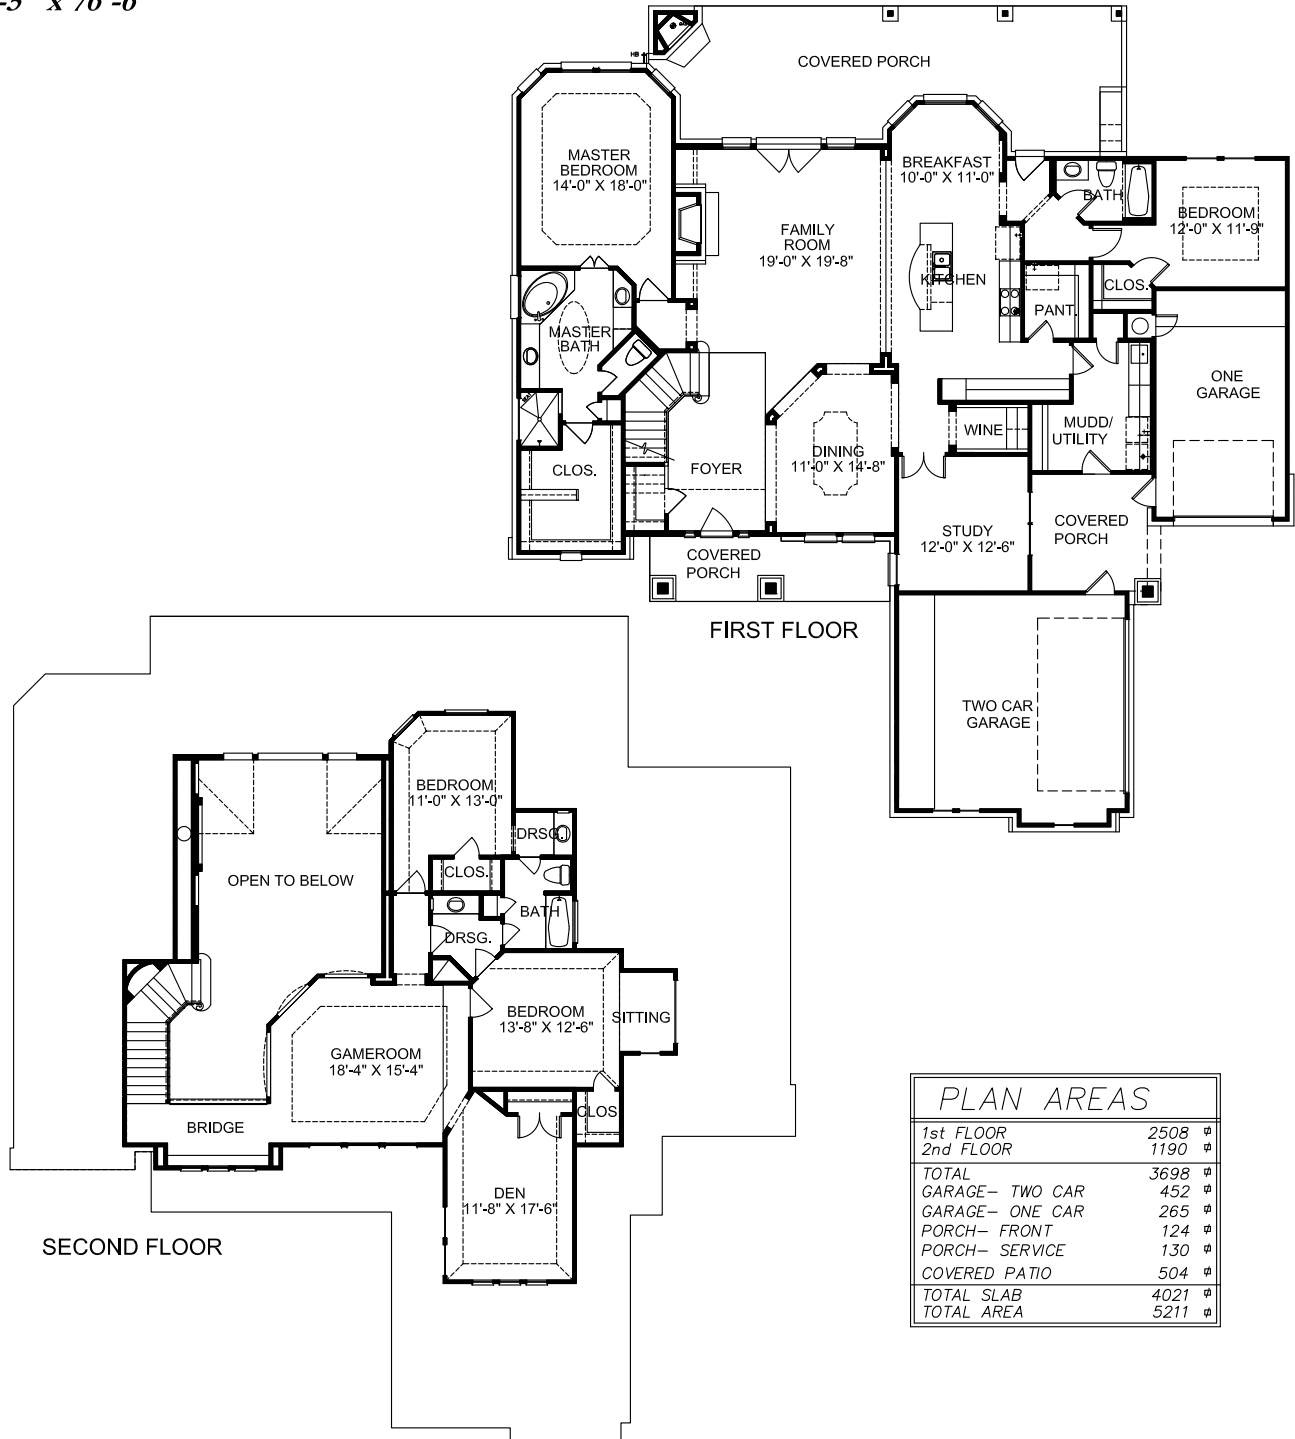 -5" X 76'-6"
COVERED PORCH
MASTER
BEDROOM
14'-0" X 18'-0"
BREAKFAST
10'-0" X 11'-0"
BATH
BEDROOM
12'-0" X 11'-9"
FAMILY
ROOM
19'-0" X 19'-8"
KITCHEN
CLOS.
PANT.
MASTER
BATH
ONE
GARAGE
WINE
MUDD/
UTILITY
DINING
11'-0" X 14'-8"
CLOS.
FOYER
STUDY
12'-0" X 12'-6"
COVERED
PORCH
COVERED
PORCH
FIRST FLOOR
TWO CAR
GARAGE
BEDROOM
11'-0" X 13'-0"
DRSG.
CLOS.
OPEN TO BELOW
BATH
DRSG.
BEDROOM
13'-8" X 12'-6"
SITTING
GAMEROOM
18'-4" X 15'-4"
CLOS
BRIDGE
DEN
11'-8" X 17'-6"
SECOND FLOOR
PLAN AREAS
1st FLOOR 2508
2nd FLOOR 1190
TOTAL 3698
GARAGE- TWO CAR 452
GARAGE- ONE CAR 265
PORCH- FRONT 124
PORCH- SERVICE 130
COVERED PATIO 504
TOTAL SLAB 4021
TOTAL AREA 5211